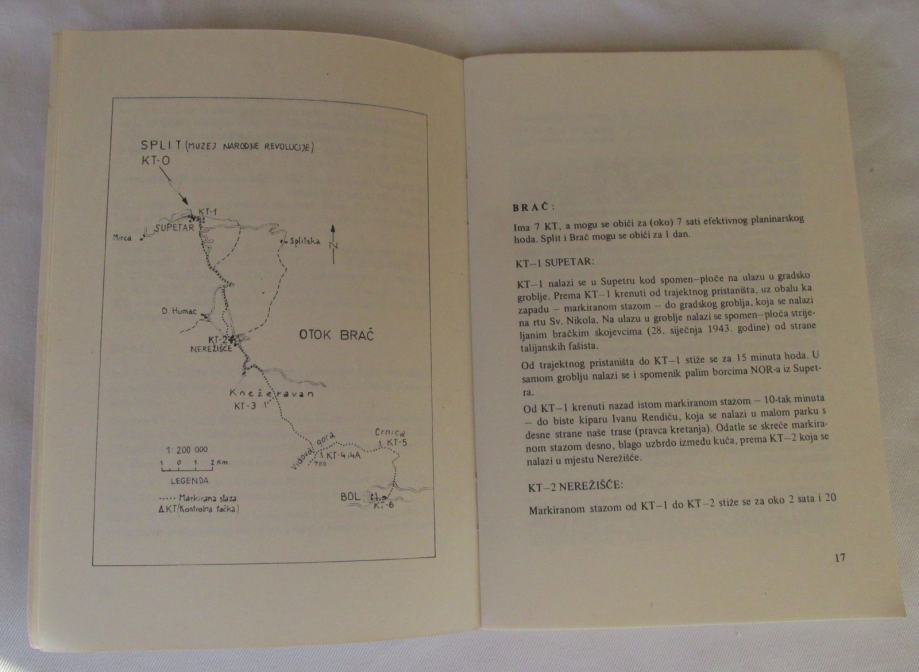 SPLIT (MUZEJ NARODNE REVOLUCIJE)
KT-0
KT-1
SUPETAR
Mirca
Splitska
N
D. Humac
KT-2
NEREŽIŠĆE
OTOK BRAČ
Knežeravan
KT-3
Crnica
KT-5
Vidova gora
KT-4 i 4A
1:200 000
1 0 1 2 Km
BOL
KT-6
LEGENDA
Markirana staza
Δ KT (Kontrolna točka)
BRAČ:
Ima 7 KT, a mogu se obići za (oko) 7 sati efektivnog planinarskog
hoda. Split i Brač mogu se obići za 1 dan.
KT—1 SUPETAR:
KT—1 nalazi se u Supetru kod spomen—ploče na ulazu u gradsko
groblje. Prema KT—1 krenuti od trajektnog pristaništa, uz obalu ka
zapadu — markiranom stazom — do gradskog groblja, koja se nalazi
na rtu Sv. Nikola. Na ulazu u groblje nalazi se spomen—ploča strije-
ljanim bračkim skojevcima (28. siječnja 1943. godine) od strane
talijanskih fašista.
Od trajektnog pristaništa do KT—1 stiže se za 15 minuta hoda. U
samom groblju nalazi se i spomenik palim borcima NOR-a iz Supet-
ra.
Od KT—1 krenuti nazad istom markiranom stazom — 10-tak minuta
— do biste kiparu Ivanu Rendiću, koja se nalazi u malom parku s
desne strane naše trase (pravca kretanja). Odatle se skreće markira-
nom stazom desno, blago uzbrdo između kuća, prema KT—2 koja se
nalazi u mjestu Nerežišće.
KT—2 NEREŽIŠĆE:
Markiranom stazom od KT—1 do KT—2 stiže se za oko 2 sata i 20
17